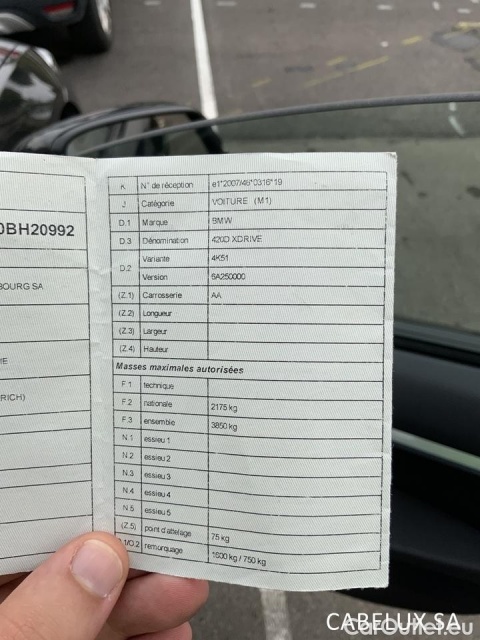 0BH20992
BOURG SA
ME
RICH)
K N° de réception e1*2007/46*0316*19
J Catégorie VOITURE (M1)
D.1 Marque BMW
D.3 Dénomination 420D XDRIVE
D.2 Variante 4K51
Version 6A250000
(Z.1) Carrosserie AA
(Z.2) Longueur
(Z.3) Largeur
(Z.4) Hauteur
Masses maximales autorisées
F.1 technique
F.2 nationale 2175 kg
F.3 ensemble 3850 kg
N.1 essieu 1
N.2 essieu 2
N.3 essieu 3
N.4 essieu 4
N.5 essieu 5
(Z.5) point d'attelage 75 kg
O.1/O.2 remorquage 1600 kg / 750 kg
CABELUX SA
CarOutlet.eu